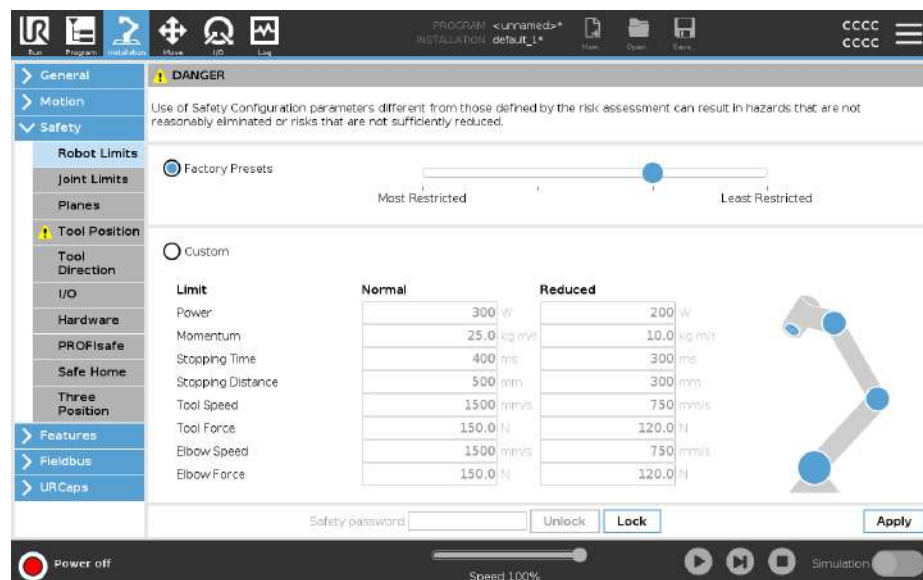 UR
PROGRAM <unnamed>*
INSTALLATION default_1*
Run Program Installation Move I/O Log New... Open... Save...
CCCC
CCCC
General
Motion
Safety
Robot Limits
Joint Limits
Planes
Tool Position
Tool
Direction
I/O
Hardware
PROFIsafe
Safe Home
Three
Position
Features
Fieldbus
URCaps
DANGER
Use of Safety Configuration parameters different from those defined by the risk assessment can result in hazards that are not
reasonably eliminated or risks that are not sufficiently reduced.
Factory Presets
Most Restricted Least Restricted
Custom
Limit Normal Reduced
Power 300 W 200 W
Momentum 25.0 kg m/s 10.0 kg m/s
Stopping Time 400 ms 300 ms
Stopping Distance 500 mm 300 mm
Tool Speed 1500 mm/s 750 mm/s
Tool Force 150.0 N 120.0 N
Elbow Speed 1500 mm/s 750 mm/s
Elbow Force 150.0 N 120.0 N
Safety password Unlock Lock Apply
Power off Speed 100% Simulation